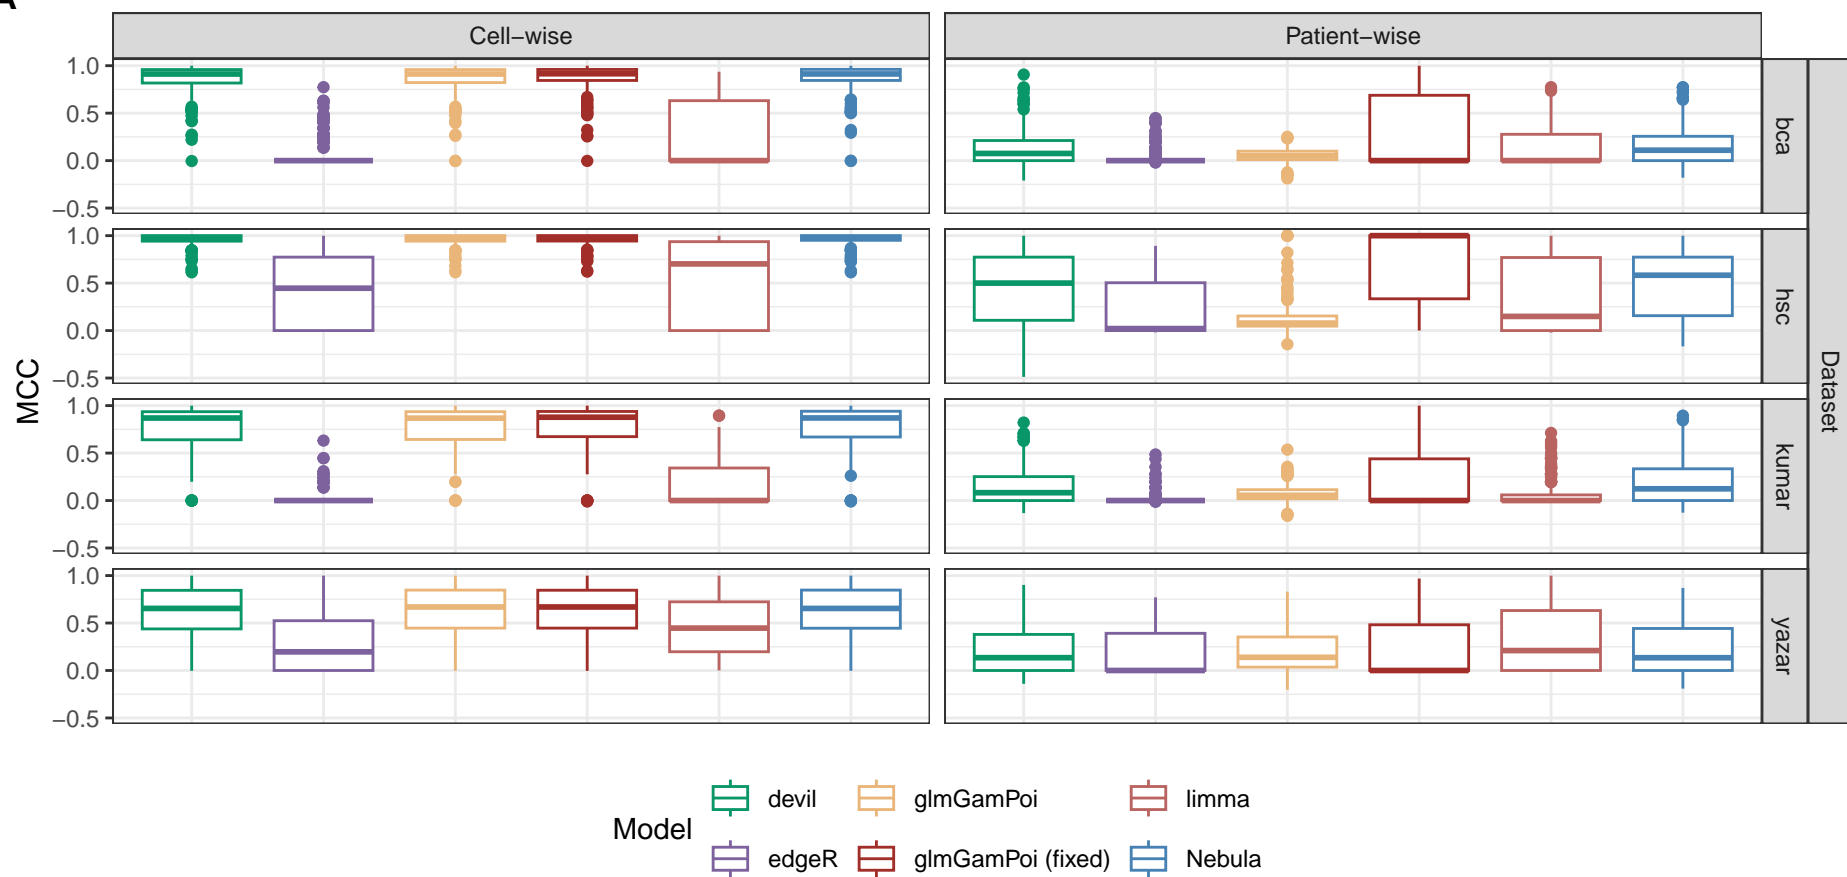 A
Cell−wise
Patient−wise
MCC
1.0
0.5
0.0
−0.5
bca
1.0
0.5
0.0
−0.5
hsc
1.0
0.5
0.0
−0.5
kumar
1.0
0.5
0.0
−0.5
yazar
Dataset
Model
devil
glmGamPoi
limma
edgeR
glmGamPoi (fixed)
Nebula